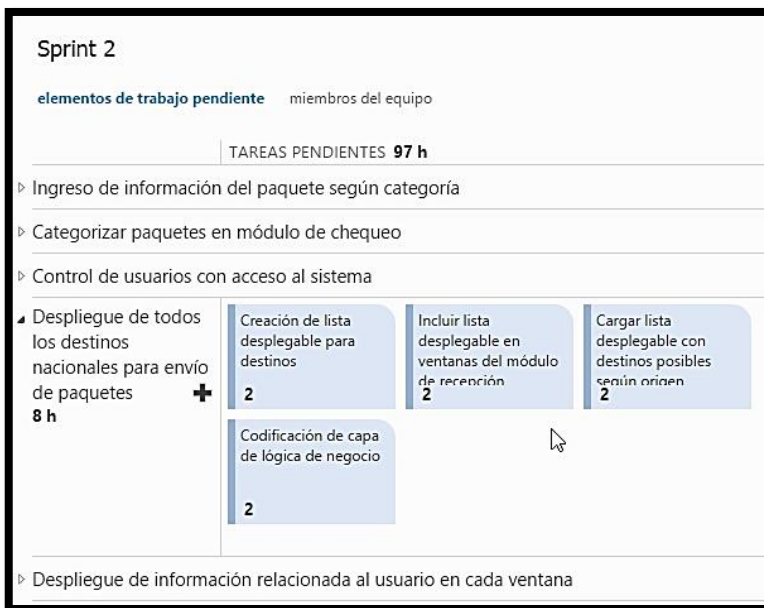 Sprint 2
elementos de trabajo pendiente miembros del equipo
TAREAS PENDIENTES 97 h
Ingreso de información del paquete según categoría
Categorizar paquetes en módulo de chequeo
Control de usuarios con acceso al sistema
Despliegue de todos
los destinos
nacionales para envío
de paquetes
8 h
Creación de lista
desplegable para
destinos
2
Incluir lista
desplegable en
ventanas del módulo
de recepción
2
Cargar lista
desplegable con
destinos posibles
según origen
2
Codificación de capa
de lógica de negocio
2
Despliegue de información relacionada al usuario en cada ventana